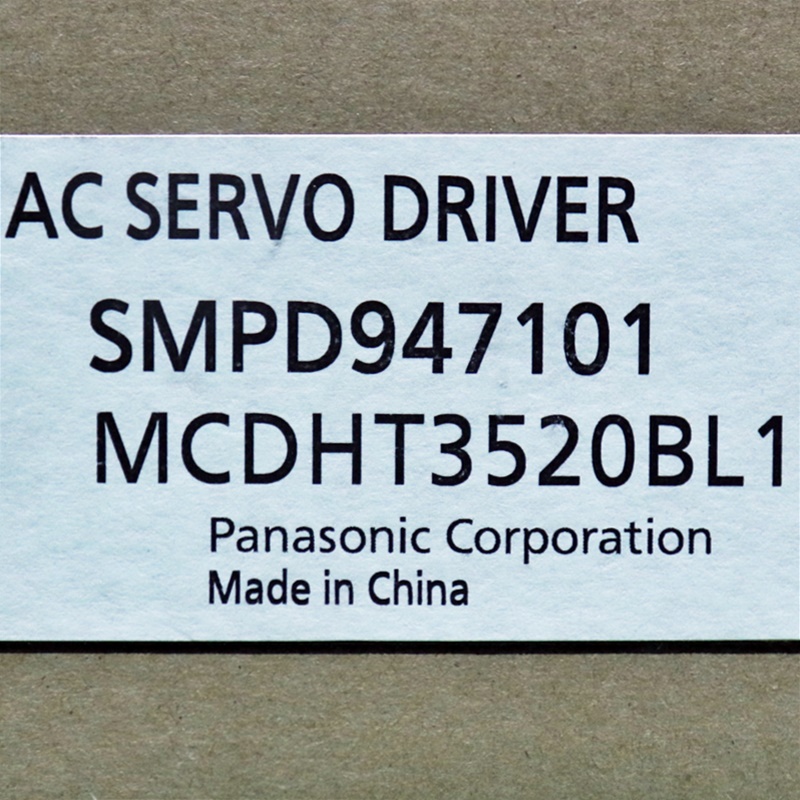 AC SERVO DRIVER
SMPD947101
MCDHT3520BL1
Panasonic Corporation
Made in China